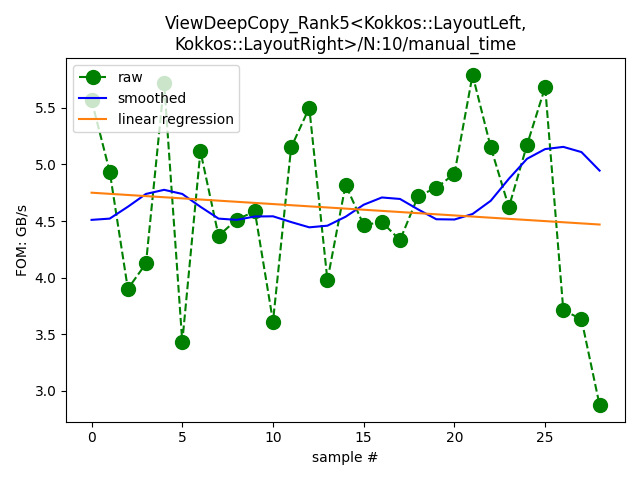 ViewDeepCopy_Rank5<Kokkos::LayoutLeft,
Kokkos::LayoutRight>/N:10/manual_time
raw
smoothed
linear regression
5.5
5.0
4.5
4.0
3.5
3.0
FOM: GB/s
0 5 10 15 20 25
sample #